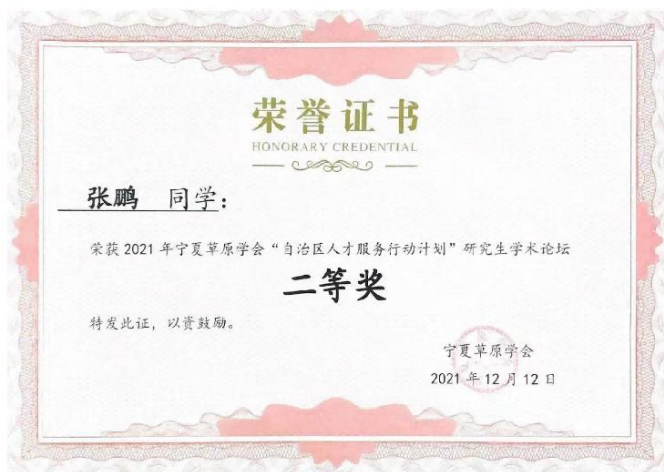 荣誉证书
HONORARY CREDENTIAL
张鹏 同学:
荣获 2021 年宁夏草原学会“自治区人才服务行动计划”研究生学术论坛
二等奖
特发此证，以资鼓励。
宁夏草原学会
2021 年 12 月 12 日